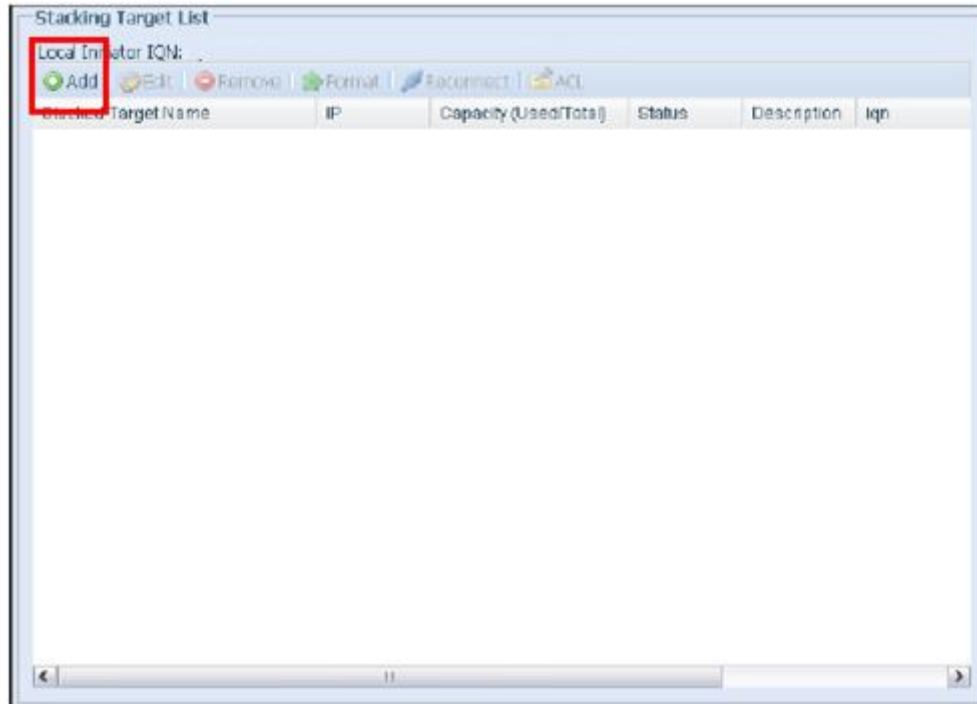 Stacking Target List
Local Initiator IQN:
Add Edit Remove Format Reconnect ACL
Stacked Target Name IP Capacity (Used/Total) Status Description Iqn